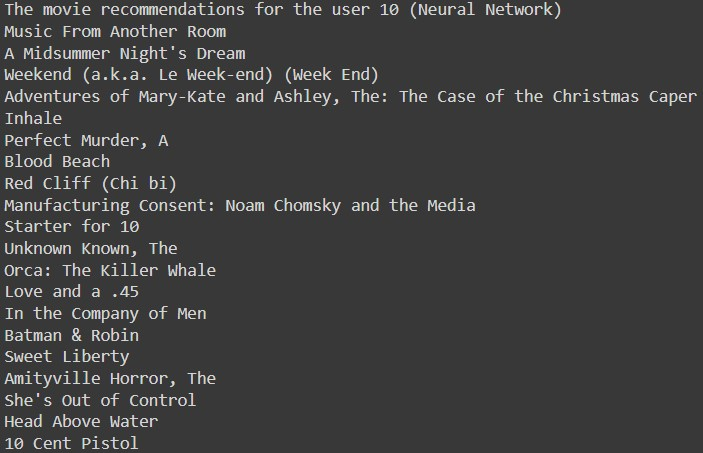 The movie recommendations for the user 10 (Neural Network)
Music From Another Room
A Midsummer Night's Dream
Weekend (a.k.a. Le Week-end) (Week End)
Adventures of Mary-Kate and Ashley, The: The Case of the Christmas Caper
Inhale
Perfect Murder, A
Blood Beach
Red Cliff (Chi bi)
Manufacturing Consent: Noam Chomsky and the Media
Starter for 10
Unknown Known, The
Orca: The Killer Whale
Love and a .45
In the Company of Men
Batman & Robin
Sweet Liberty
Amityville Horror, The
She's Out of Control
Head Above Water
10 Cent Pistol